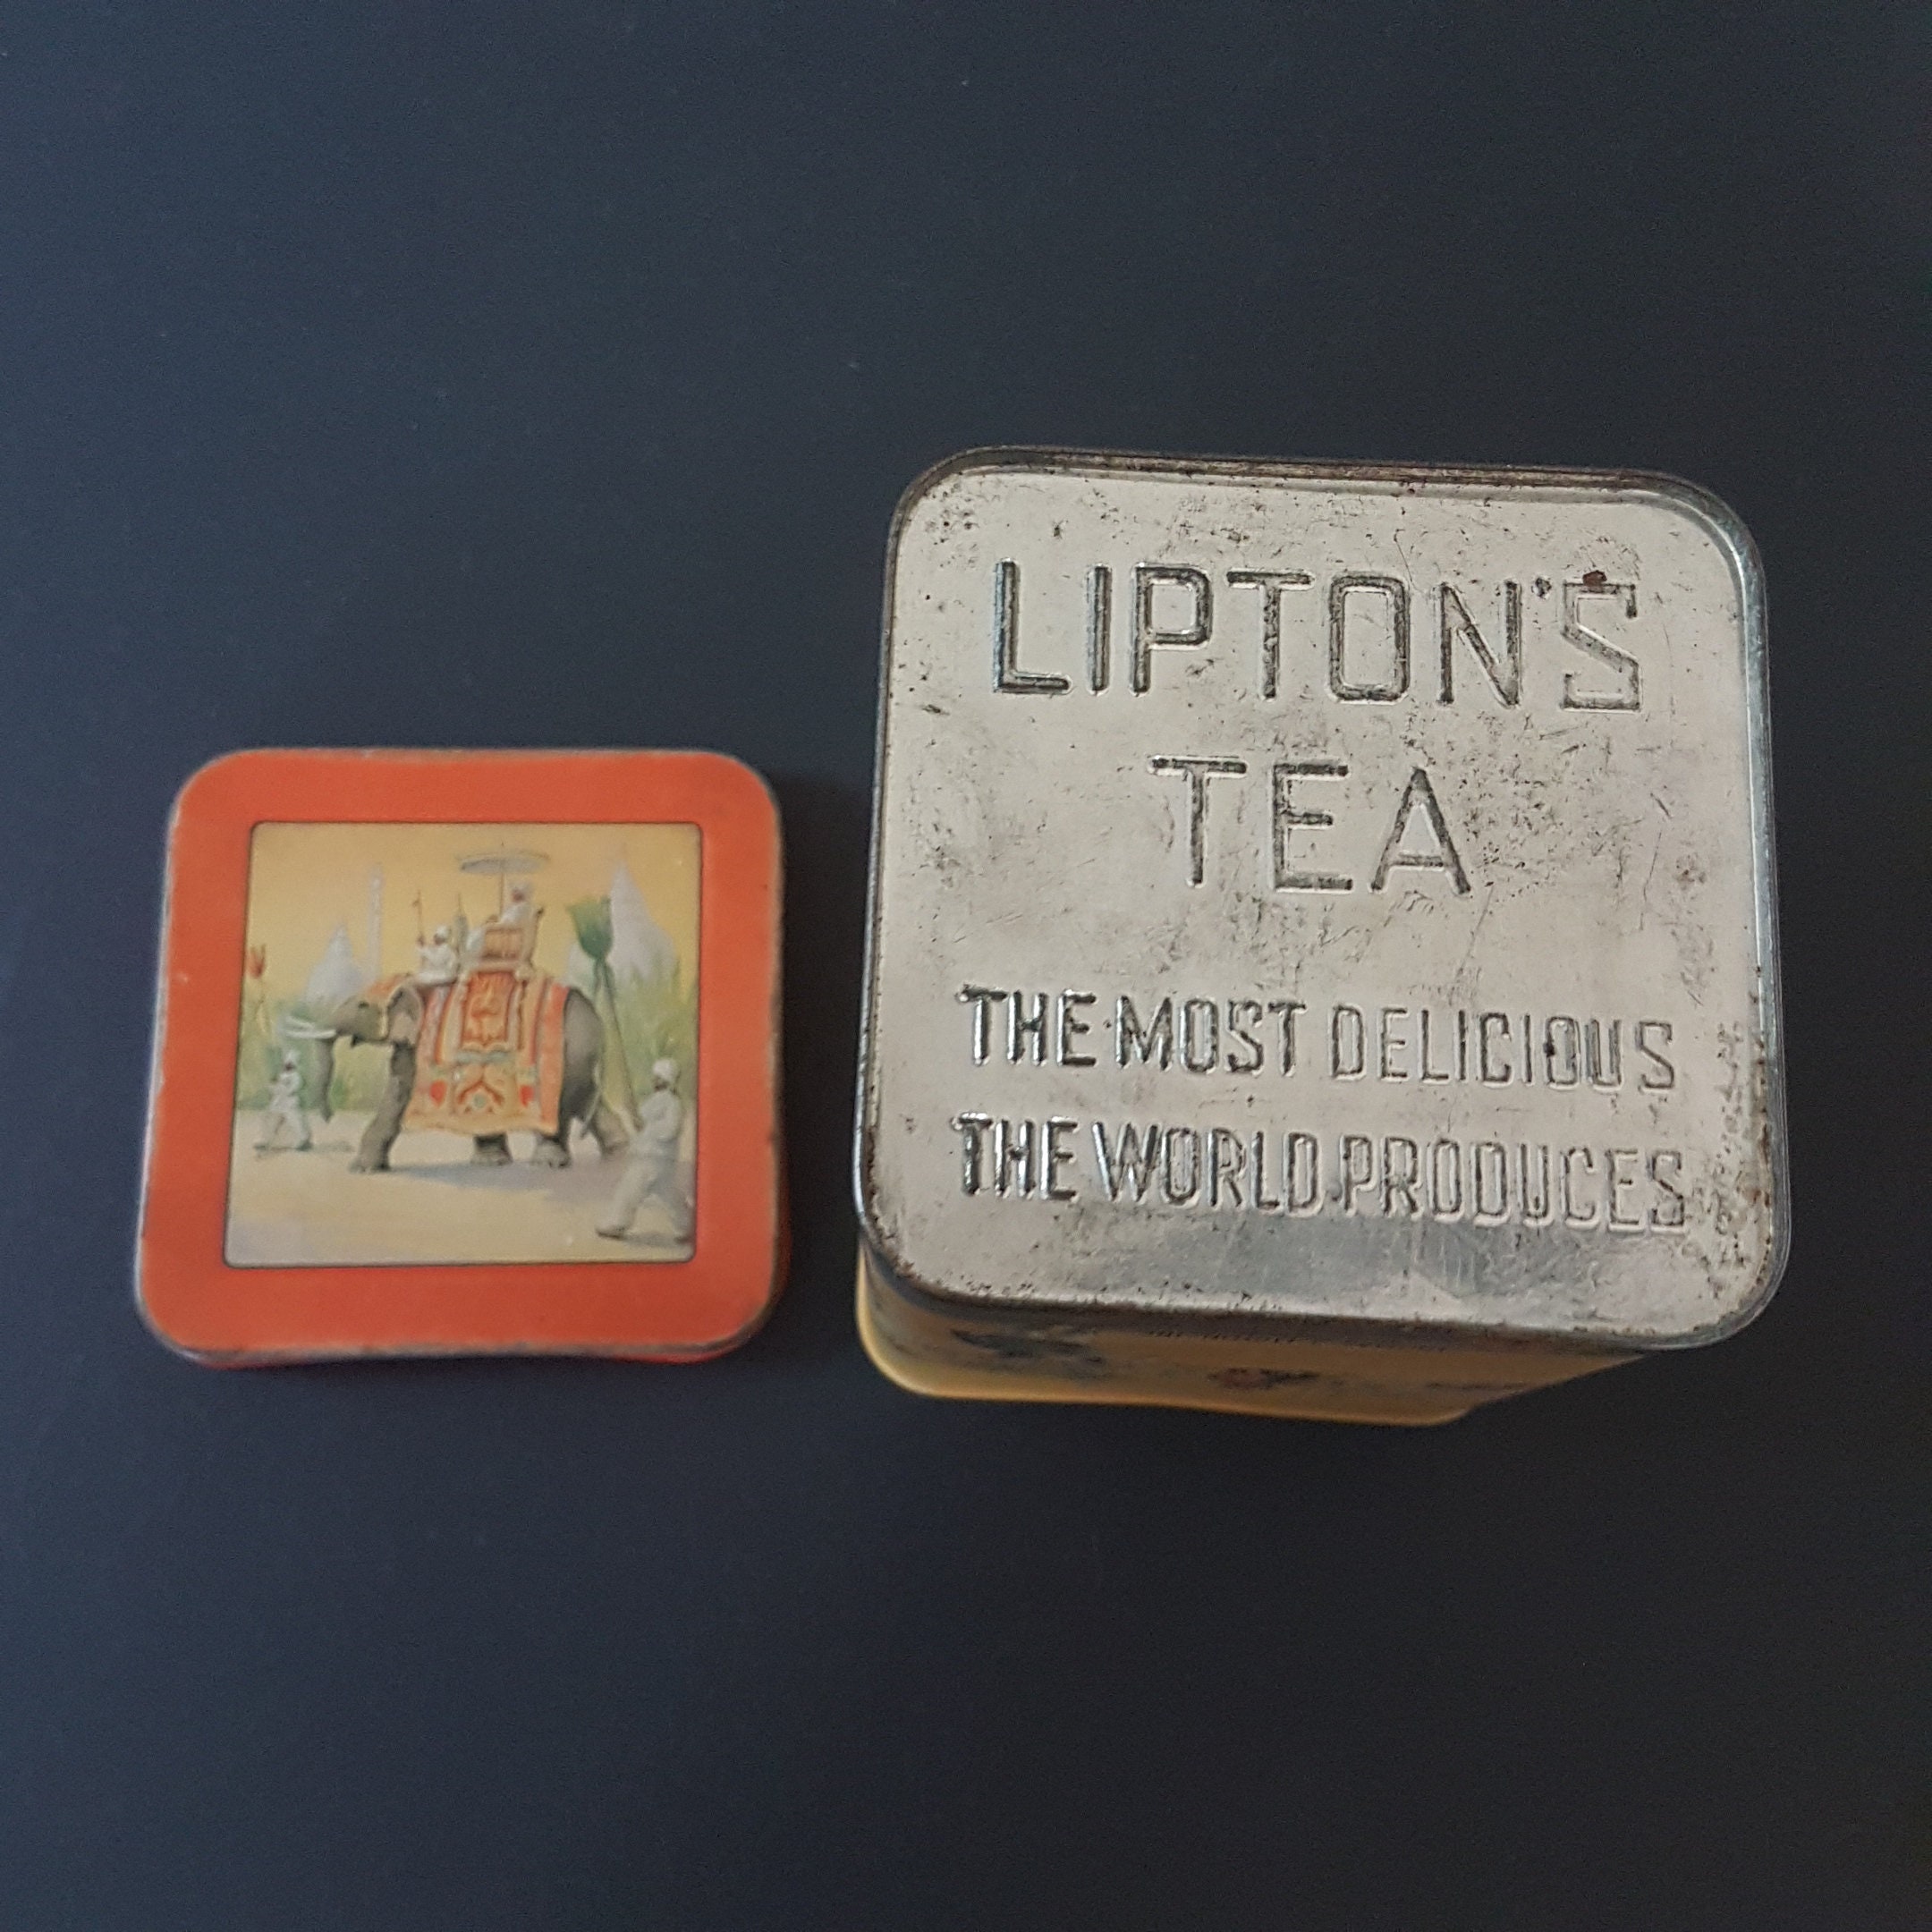 LIPTON'S
TEA
THE MOST DELICIOUS
THE WORLD PRODUCES